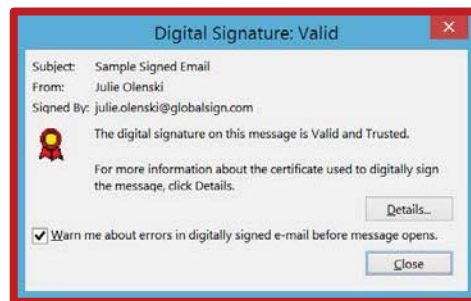 Digital Signature: Valid
Subject: Sample Signed Email
From: Julie Olenski
Signed By: julie.olenski@globalsign.com
The digital signature on this message is Valid and Trusted.
For more information about the certificate used to digitally sign
the message, click Details.
Details...
Warn me about errors in digitally signed e-mail before message opens.
Close